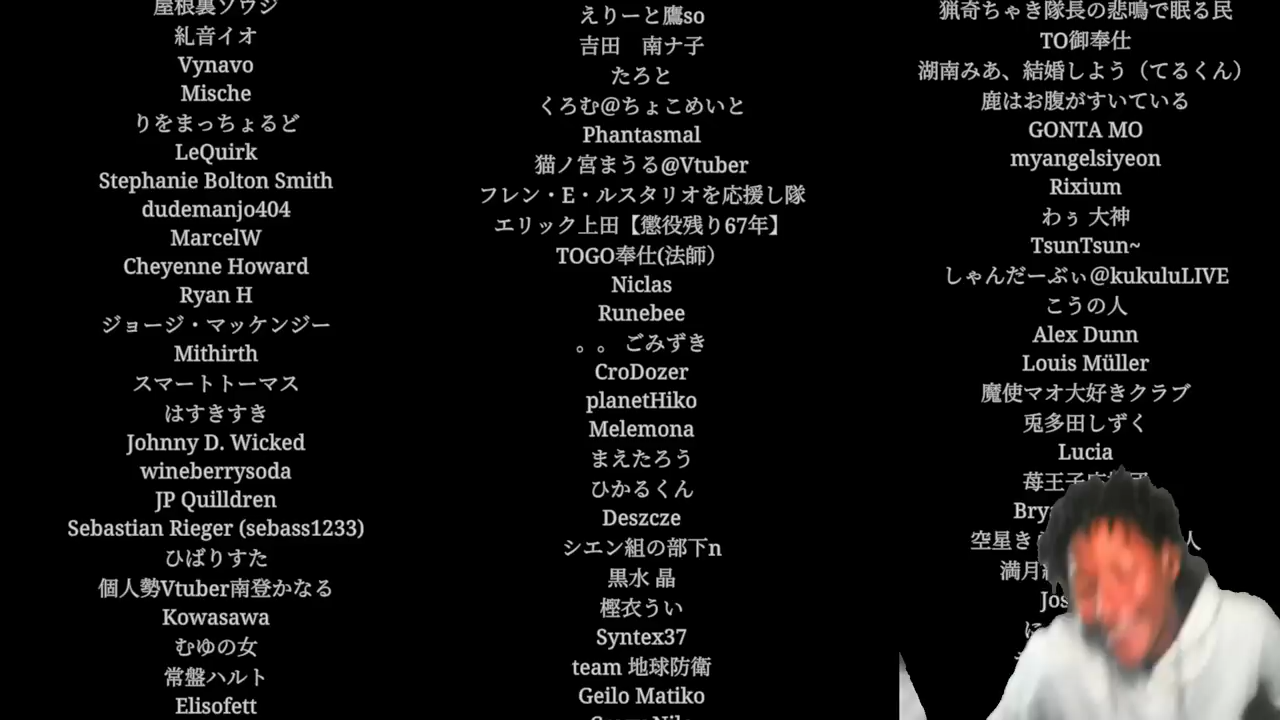 屋根裏ソウジ
糺音イオ
Vynavo
Mische
りをまっちょるど
LeQuirk
Stephanie Bolton Smith
dudemanjo404
MarcelW
Cheyenne Howard
Ryan H
ジョージ・マッケンジー
Mithirth
スマートトーマス
はすきすき
Johnny D. Wicked
wineberrysoda
JP Quilldren
Sebastian Rieger (sebass1233)
ひばりすた
個人勢Vtuber南登かなる
Kowasawa
むゆの女
常盤ハルト
Elisofett
えりーと鷹so
吉田　南ナ子
たろと
くろむ@ちょこめいと
Phantasmal
猫ノ宮まうる@Vtuber
フレン・E・ルスタリオを応援し隊
エリック上田【懲役残り67年】
TOGO奉仕(法師）
Niclas
Runebee
。。 ごみずき
CroDozer
planetHiko
Melemona
まえたろう
ひかるくん
Deszcze
シエン組の部下n
黒水 晶
樫衣うい
Syntex37
team 地球防衛
Geilo Matiko
猟奇ちゃき隊長の悲鳴で眠る民
TO御奉仕
湖南みあ、結婚しよう（てるくん）
鹿はお腹がすいている
GONTA MO
myangelsiyeon
Rixium
わぅ 大神
TsunTsun~
しゃんだーぶぃ@kukuluLIVE
こうの人
Alex Dunn
Louis Müller
魔使マオ大好きクラブ
兎多田しずく
Lucia
苺王子
空星き 人
満月